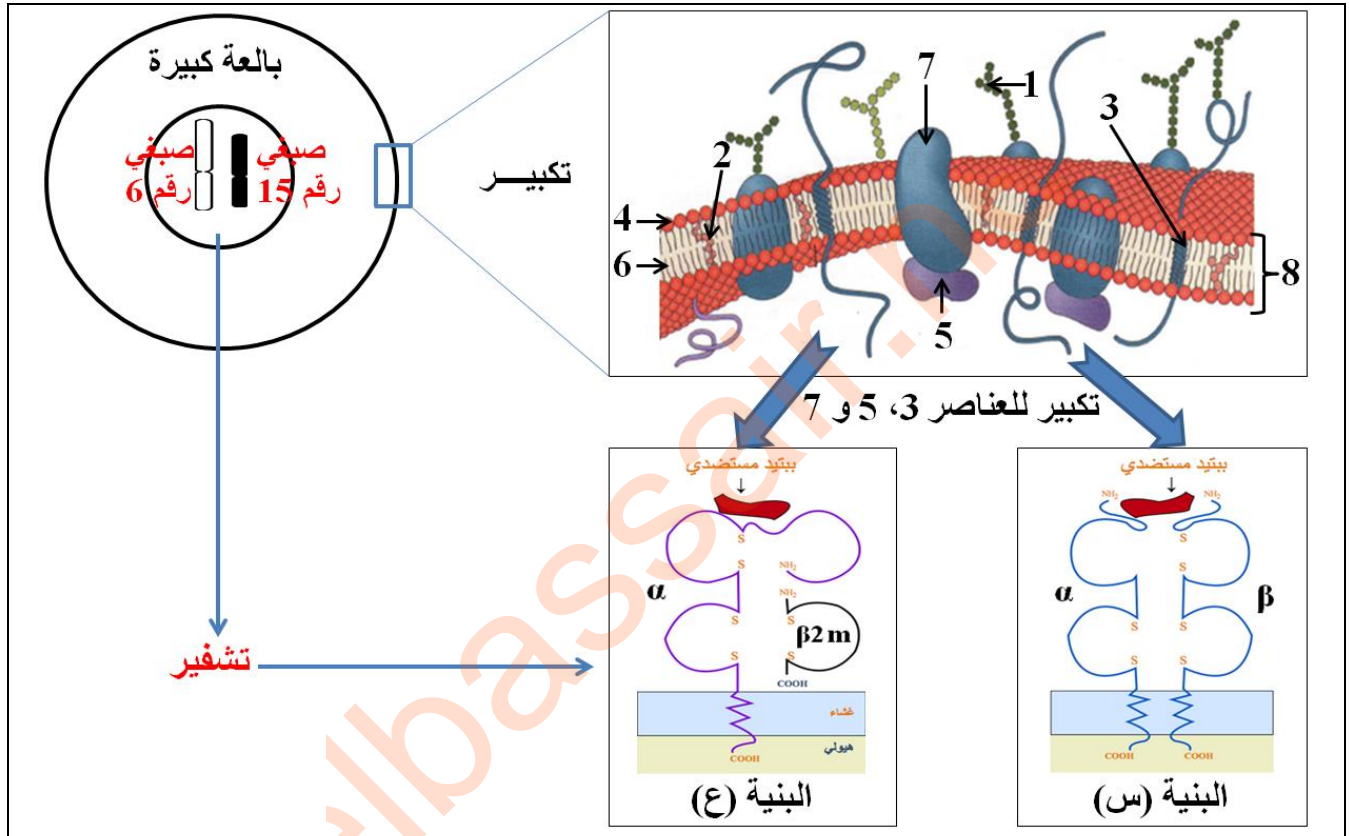 بالعة كبيرة
صبغي رقم 6
صبغي رقم 15
تكبيـــر
1
2
3
4
5
6
7
8
تكبير للعناصر 3، 5 و 7
تشفير
ببتيد مستضدي
↓
S
S
NH₂
NH₂
α
S
S
β2 m
S
S
COOH
غشاء
هيولي
COOH
البنية (ع)
ببتيد مستضدي
↓
NH₂
NH₂
S
S
α
β
S
S
S
S
COOH
COOH
البنية (س)